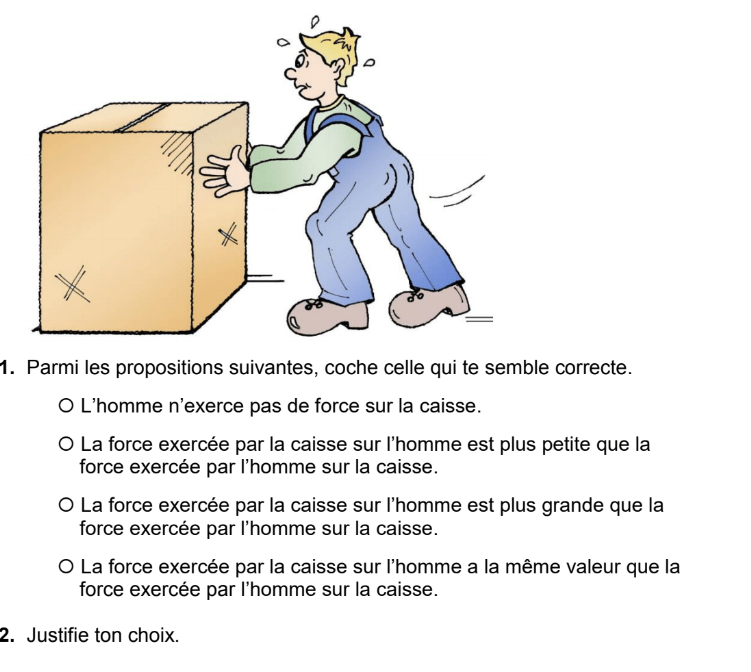 1. Parmi les propositions suivantes, coche celle qui te semble correcte.
O L'homme n'exerce pas de force sur la caisse.
O La force exercée par la caisse sur l'homme est plus petite que la
force exercée par l'homme sur la caisse.
O La force exercée par la caisse sur l'homme est plus grande que la
force exercée par l'homme sur la caisse.
O La force exercée par la caisse sur l'homme a la même valeur que la
force exercée par l'homme sur la caisse.
2. Justifie ton choix.